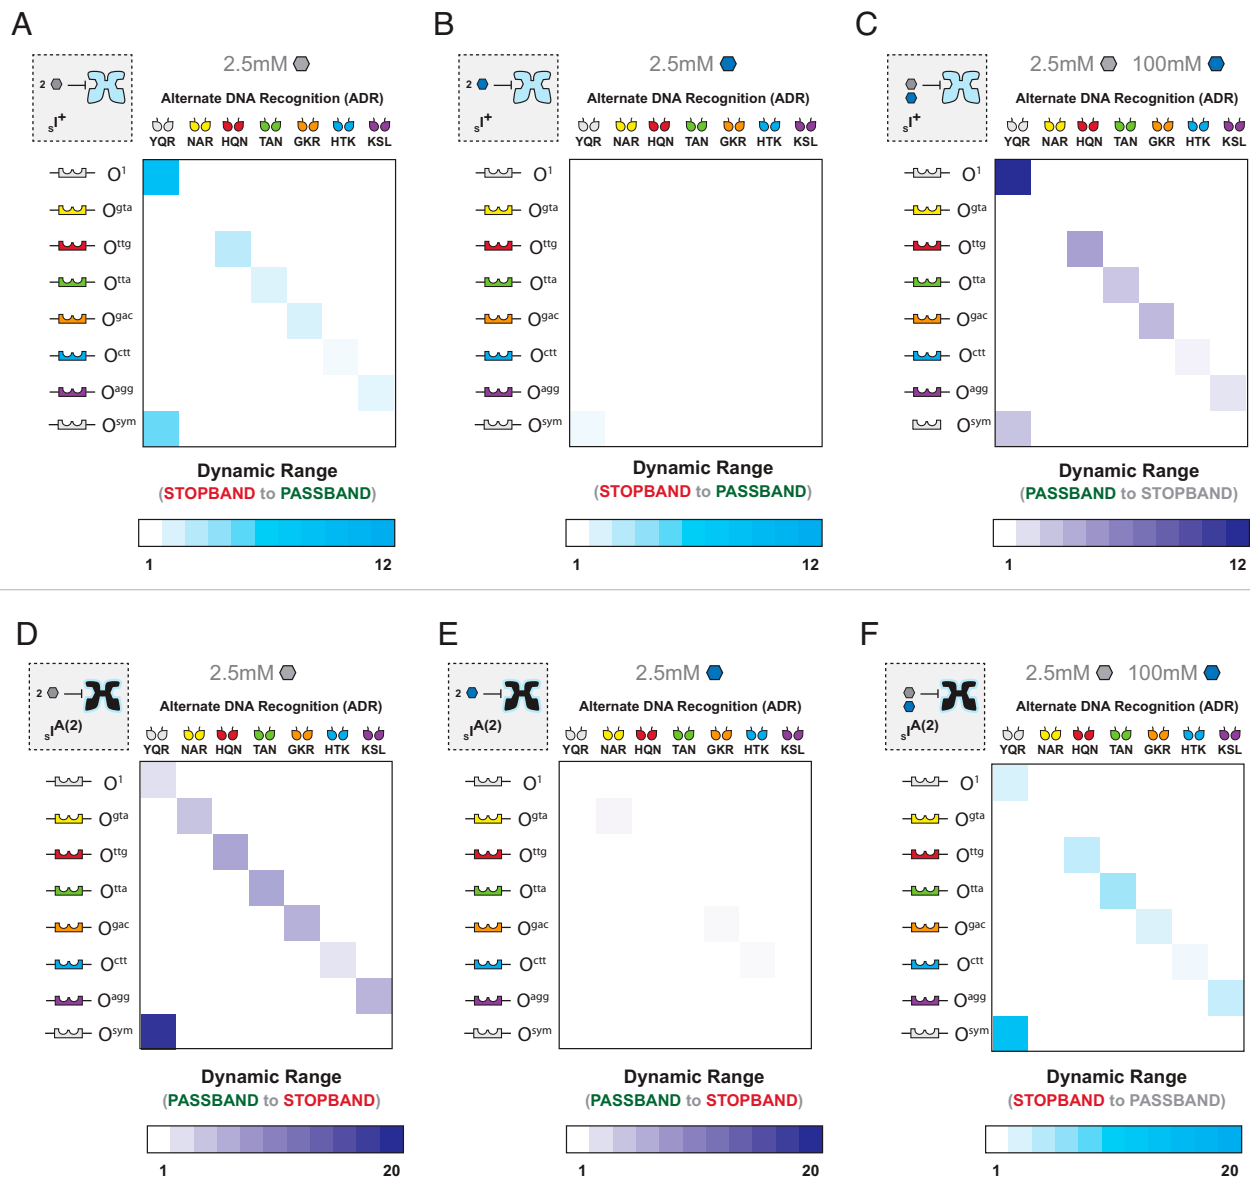 A
2.5mM
2
sI+
Alternate DNA Recognition (ADR)
YQR NAR HQN TAN GKR HTK KSL
O1
Ogta
Ottg
Otta
Ogac
Octt
Oagg
Osym
Dynamic Range
(STOPBAND to PASSBAND)
1 12
B
2.5mM
2
sI+
Alternate DNA Recognition (ADR)
YQR NAR HQN TAN GKR HTK KSL
O1
Ogta
Ottg
Otta
Ogac
Octt
Oagg
Osym
Dynamic Range
(STOPBAND to PASSBAND)
1 12
C
2.5mM 100mM
sI+
Alternate DNA Recognition (ADR)
YQR NAR HQN TAN GKR HTK KSL
O1
Ogta
Ottg
Otta
Ogac
Octt
Oagg
Osym
Dynamic Range
(PASSBAND to STOPBAND)
1 12
D
2.5mM
2
sIA(2)
Alternate DNA Recognition (ADR)
YQR NAR HQN TAN GKR HTK KSL
O1
Ogta
Ottg
Otta
Ogac
Octt
Oagg
Osym
Dynamic Range
(PASSBAND to STOPBAND)
1 20
E
2.5mM
2
sIA(2)
Alternate DNA Recognition (ADR)
YQR NAR HQN TAN GKR HTK KSL
O1
Ogta
Ottg
Otta
Ogac
Octt
Oagg
Osym
Dynamic Range
(PASSBAND to STOPBAND)
1 20
F
2.5mM 100mM
sIA(2)
Alternate DNA Recognition (ADR)
YQR NAR HQN TAN GKR HTK KSL
O1
Ogta
Ottg
Otta
Ogac
Octt
Oagg
Osym
Dynamic Range
(STOPBAND to PASSBAND)
1 20